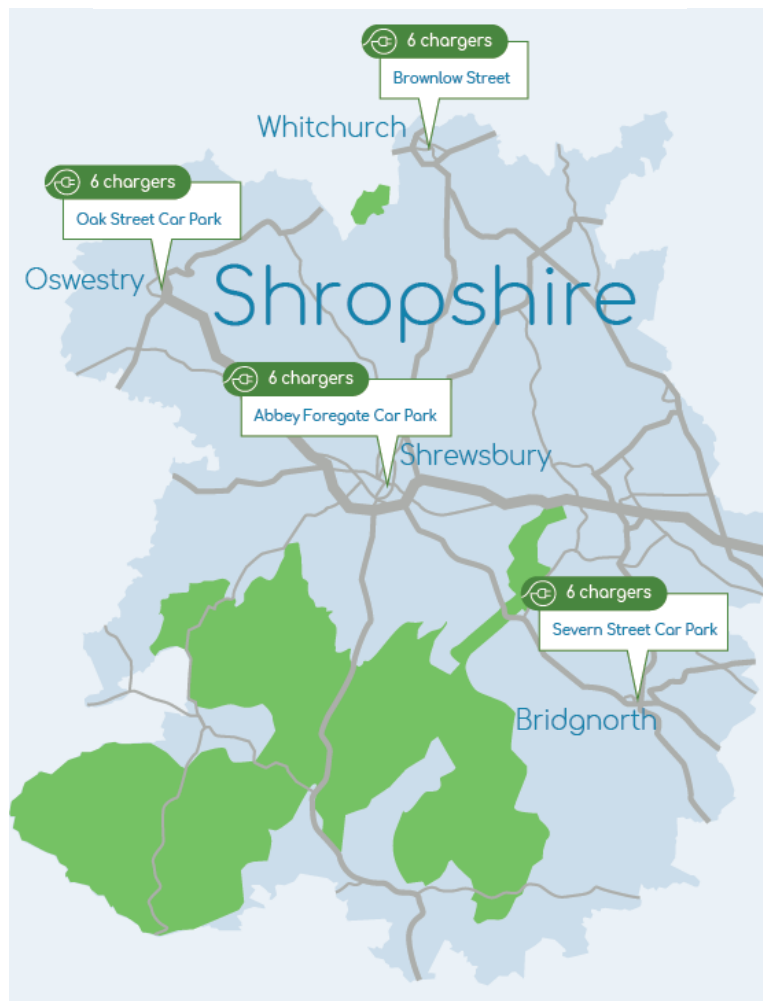 6 chargers
Brownlow Street
Whitchurch
6 chargers
Oak Street Car Park
Oswestry
Shropshire
6 chargers
Abbey Foregate Car Park
Shrewsbury
6 chargers
Severn Street Car Park
Bridgnorth